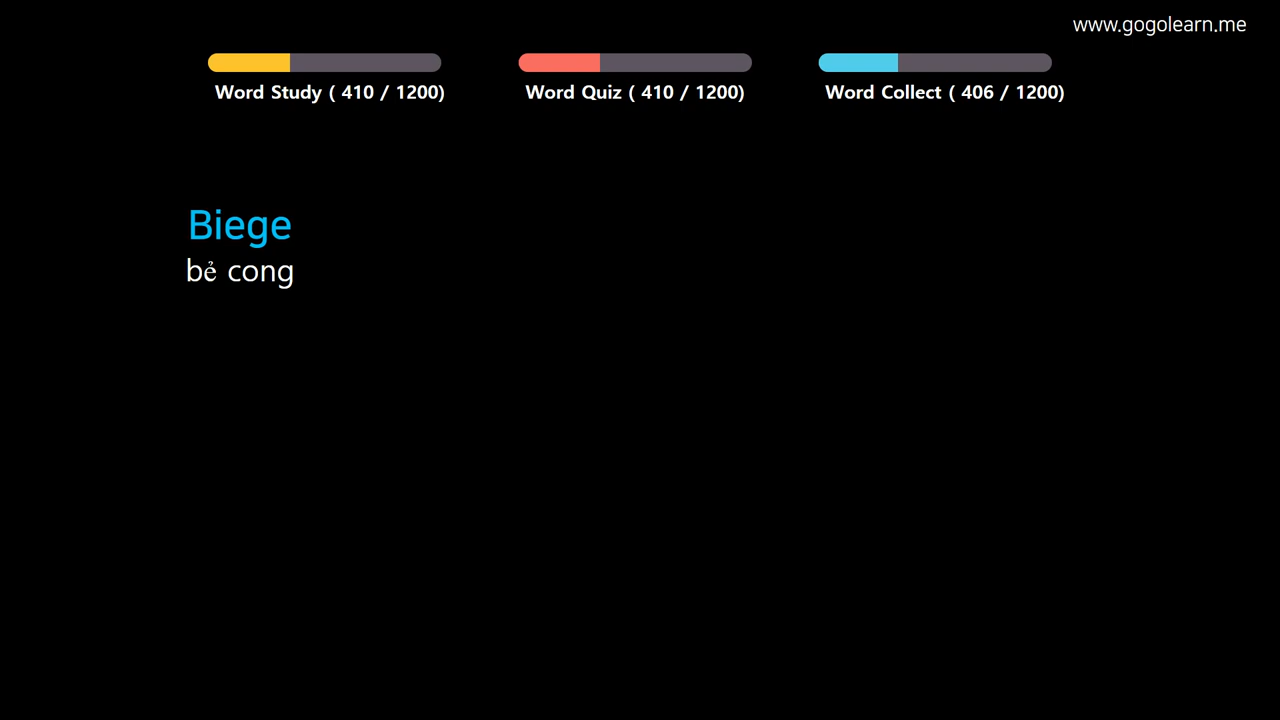 www.gogolearn.me
Word Study ( 410 / 1200)
Word Quiz ( 410 / 1200)
Word Collect ( 406 / 1200)
Biege
bẻ cong